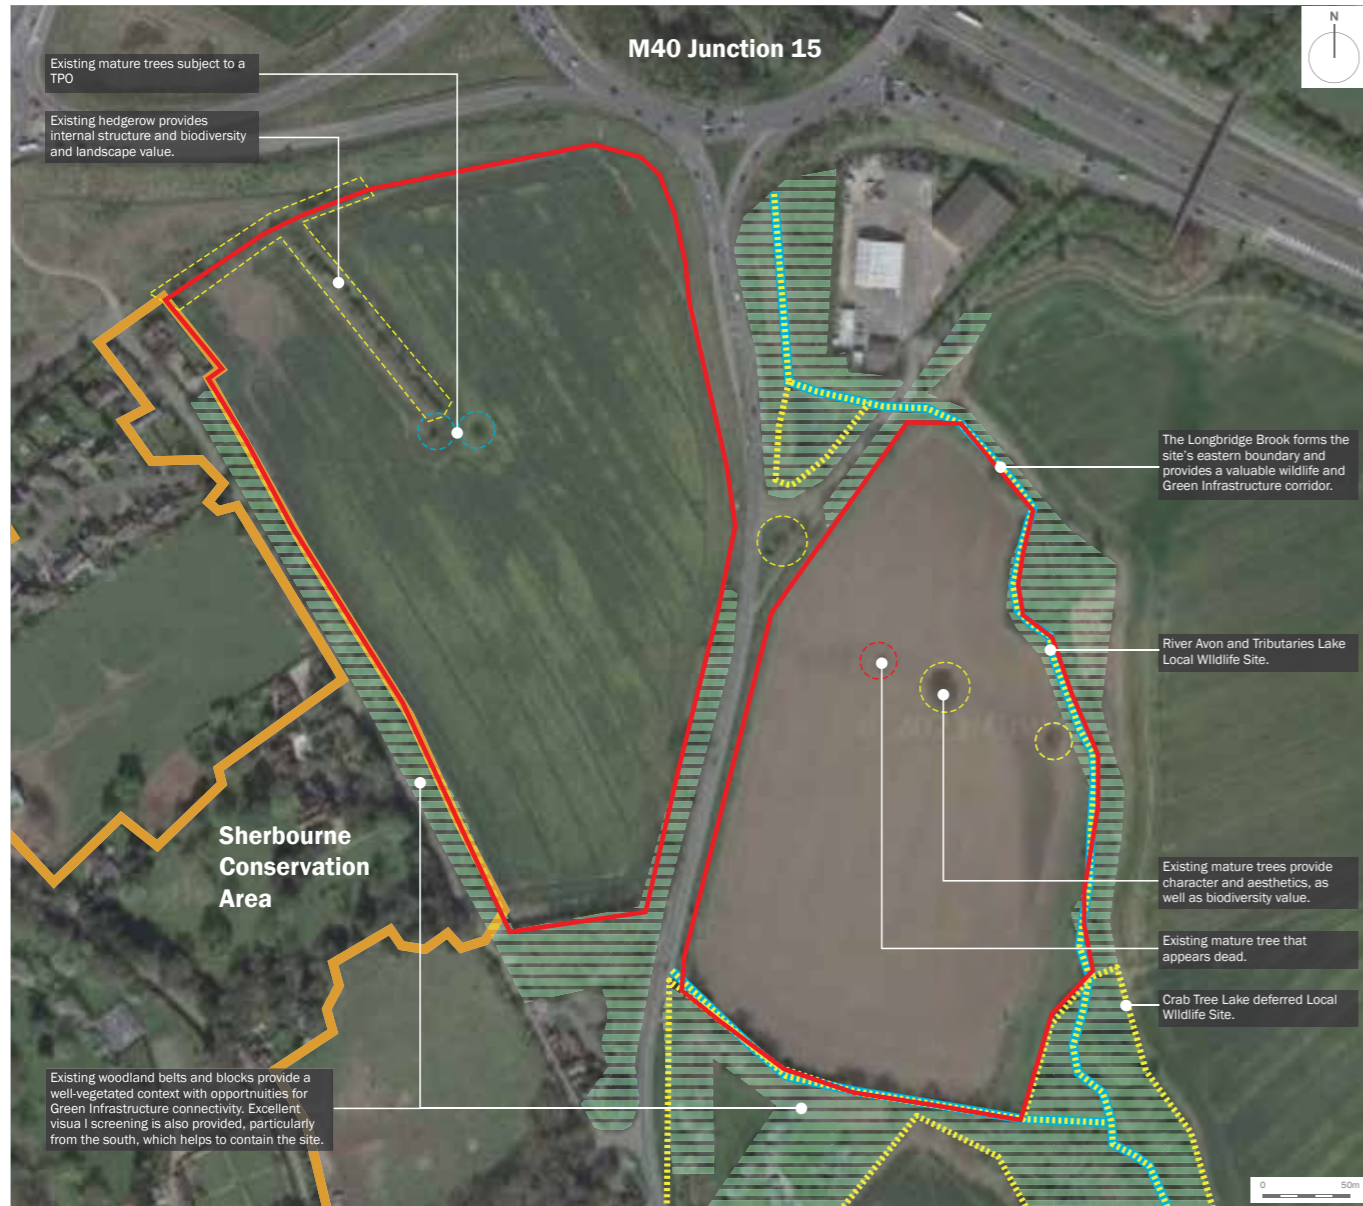 M40 Junction 15
N
Existing mature trees subject to a
TPO
Existing hedgerow provides
internal structure and biodiversity
and landscape value.
The Longbridge Brook forms the
site's eastern boundary and
provides a valuable wildlife and
Green Infrastructure corridor.
River Avon and Tributaries Lake
Local WIldlife Site.
Sherbourne
Conservation
Area
Existing mature trees provide
character and aesthetics, as
well as biodiversity value.
Existing mature tree that
appears dead.
Crab Tree Lake deferred Local
WIldlife Site.
Existing woodland belts and blocks provide a
well-vegetated context with opportnuities for
Green Infrastructure connectivity. Excellent
visua l screening is also provided, particularly
from the south, which helps to contain the site.
0 50m